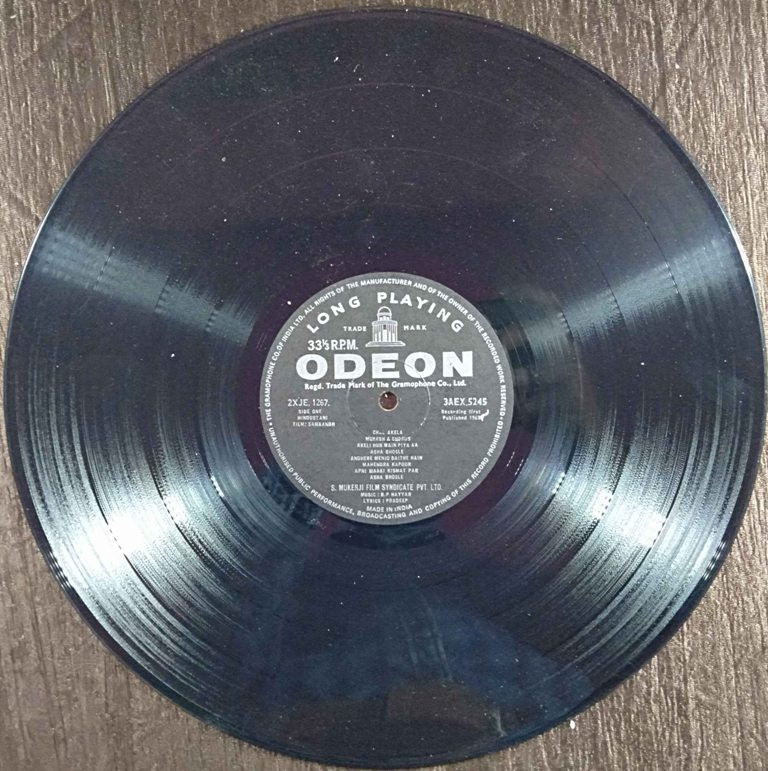 THE GRAMOPHONE CO. OF INDIA LTD. ALL RIGHTS OF THE MANUFACTURER AND OF THE OWNER OF THE RECORDED WORK RESERVED
LONG PLAYING
TRADE MARK
33⅓ R.P.M.
ODEON
Regd. Trade Mark of The Gramophone Co., Ltd.
2XJE. 1267.
3AEX.5245
SIDE ONE
Recording first
HINDUSTANI
Published
FILM: SAMBANDH
AKELA
MUKESH & CHORUS
AKELI HUN MAIN PIYA AA
ASHA BHOSLE
ANDHERE MENJO BAITHE HAIN
MAHENDRA KAPOOR
APNI MAAKI KISMAT PAR
ASHA BHOSLE
S. MUKERJI FILM SYNDICATE PVT. LTD.
MUSIC : O.P. NAYYAR
LYRICS : PRADEEP
MADE IN INDIA
UNAUTHORISED PUBLIC PERFORMANCE, BROADCASTING AND COPYING OF THIS RECORD PROHIBITED